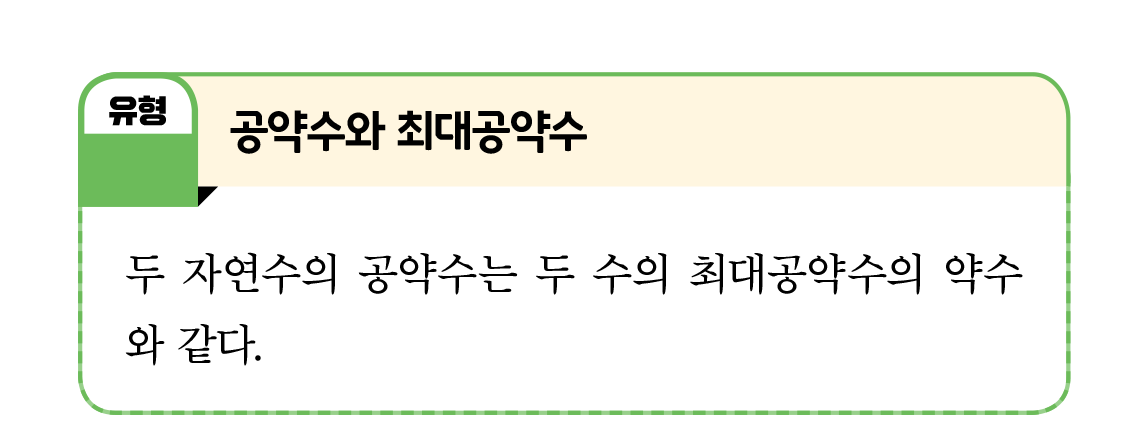 유형
공약수와 최대공약수
두 자연수의 공약수는 두 수의 최대공약수의 약수
와 같다.